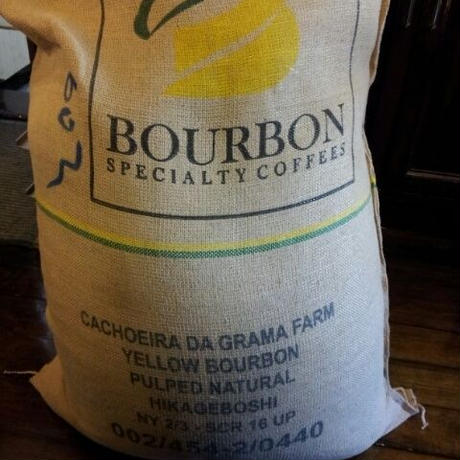 BOURBON
SPECIALTY COFFEES
CACHOEIRA DA GRAMA FARM
YELLOW BOURBON
PULPED NATURAL
HIKAGEBOSHI
NY 2/3 - SCR 16 UP
002/454-2/0440